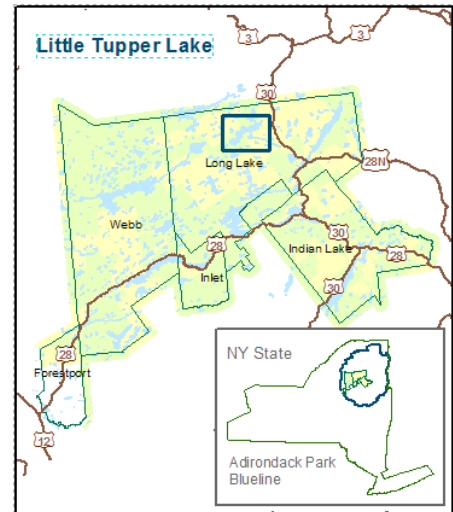 Little Tupper Lake
3
3
30
Long Lake
28N
Webb
28
30
Indian Lake
Inlet
28
30
28
Forestport
12
NY State
Adirondack Park
Blueline